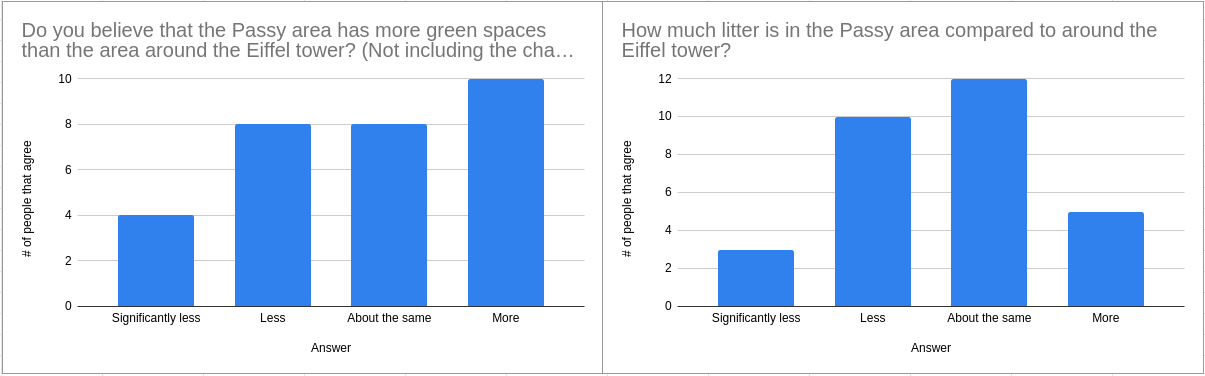 Do you believe that the Passy area has more green spaces
than the area around the Eiffel tower? (Not including the cha…
10
8
6
4
2
0
# of people that agree
Significantly less
Less
About the same
More
Answer
How much litter is in the Passy area compared to around the
Eiffel tower?
12
10
8
6
4
2
0
# of people that agree
Significantly less
Less
About the same
More
Answer